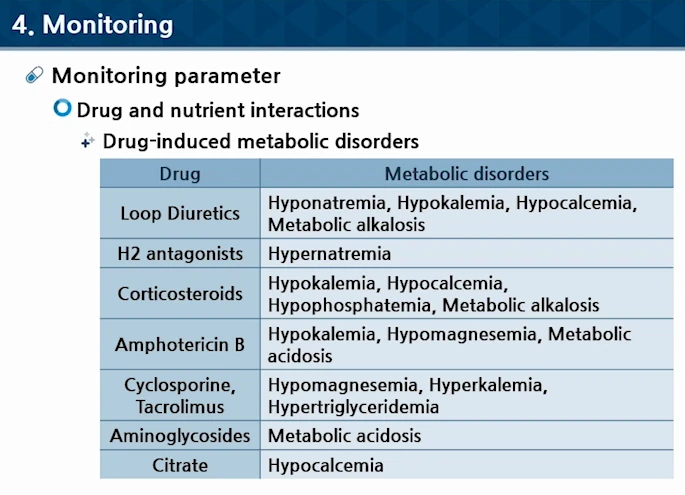 4. Monitoring
Monitoring parameter
Drug and nutrient interactions
Drug-induced metabolic disorders
Drug Metabolic disorders
Loop Diuretics Hyponatremia, Hypokalemia, Hypocalcemia,
Metabolic alkalosis
H2 antagonists Hypernatremia
Corticosteroids Hypokalemia, Hypocalcemia,
Hypophosphatemia, Metabolic alkalosis
Amphotericin B Hypokalemia, Hypomagnesemia, Metabolic
acidosis
Cyclosporine, Hypomagnesemia, Hyperkalemia,
Tacrolimus Hypertriglyceridemia
Aminoglycosides Metabolic acidosis
Citrate Hypocalcemia